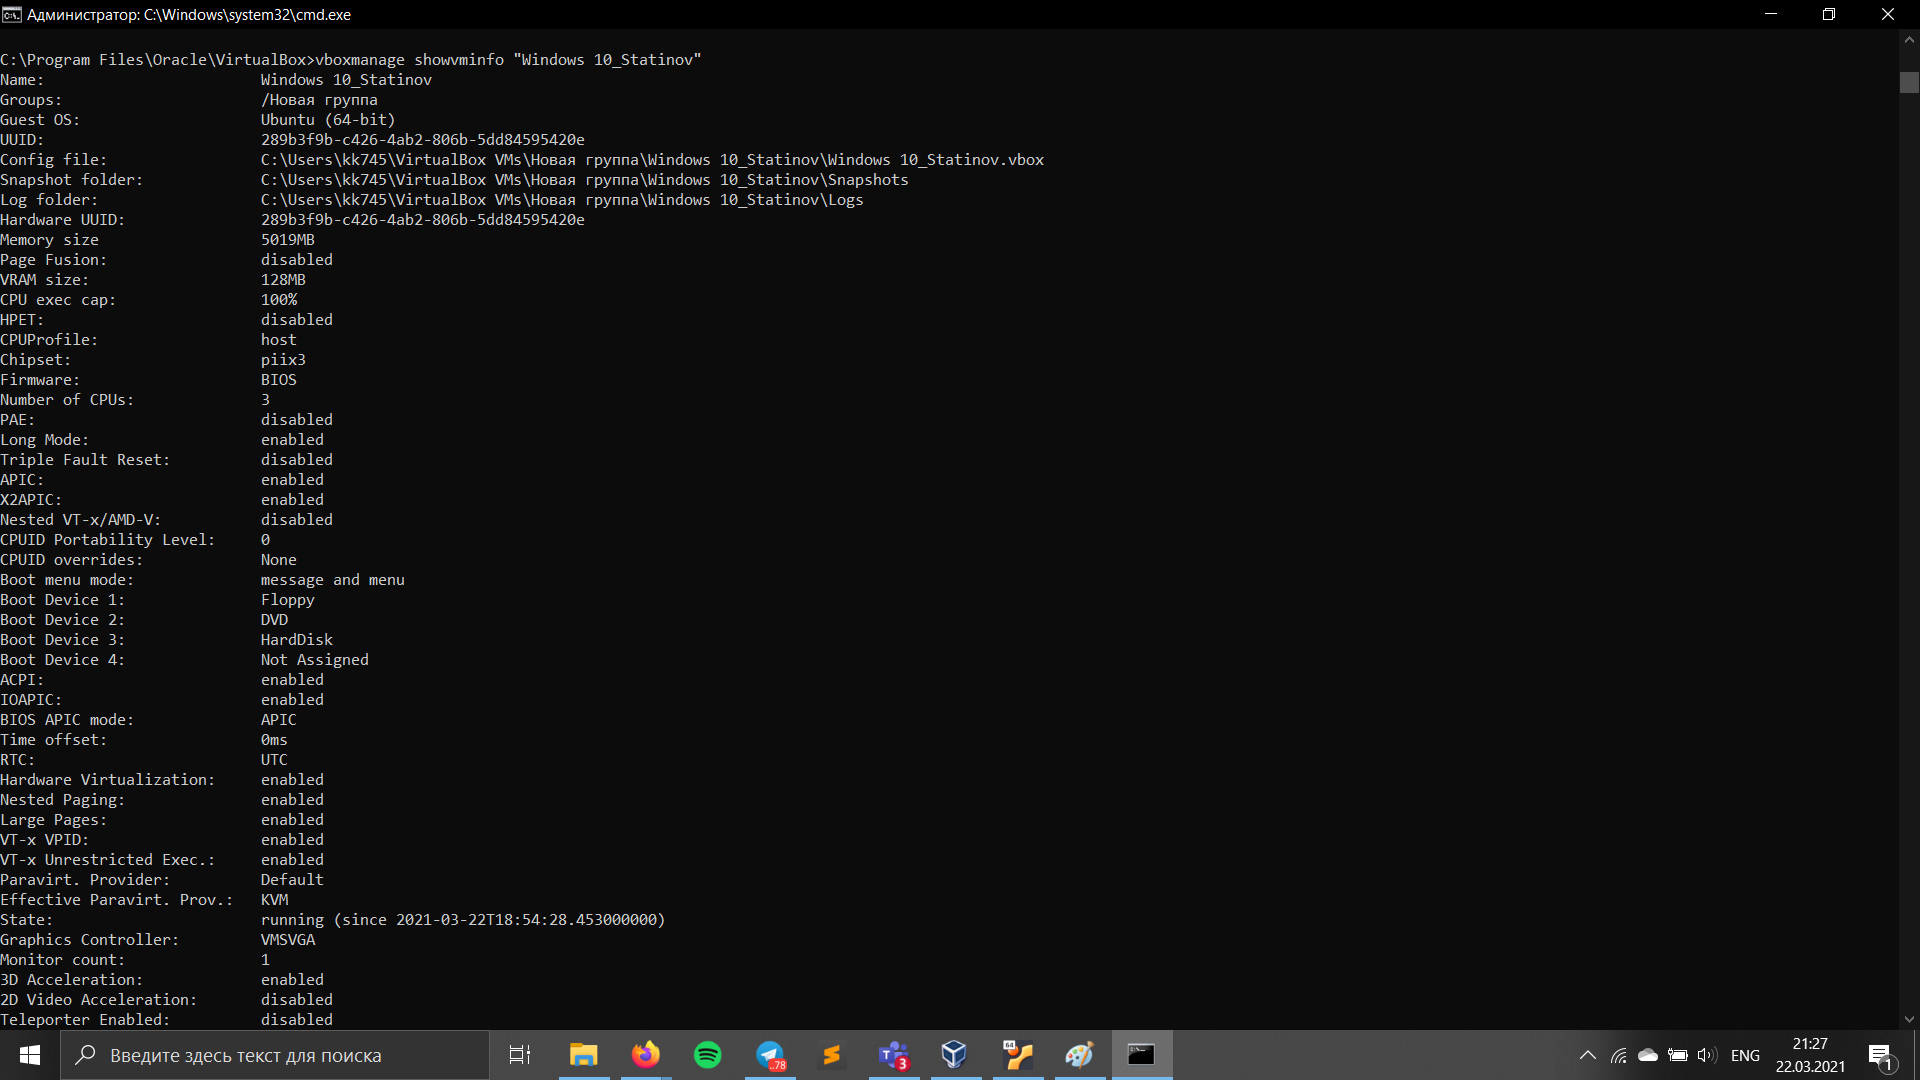 Администратор: C:\Windows\system32\cmd.exe
C:\Program Files\Oracle\VirtualBox>vboxmanage showvminfo "Windows 10_Statinov"
Name: Windows 10_Statinov
Groups: /Новая группа
Guest OS: Ubuntu (64-bit)
UUID: 289b3f9b-c426-4ab2-806b-5dd84595420e
Config file: C:\Users\kk745\VirtualBox VMs\Новая группа\Windows 10_Statinov\Windows 10_Statinov.vbox
Snapshot folder: C:\Users\kk745\VirtualBox VMs\Новая группа\Windows 10_Statinov\Snapshots
Log folder: C:\Users\kk745\VirtualBox VMs\Новая группа\Windows 10_Statinov\Logs
Hardware UUID: 289b3f9b-c426-4ab2-806b-5dd84595420e
Memory size 5019MB
Page Fusion: disabled
VRAM size: 128MB
CPU exec cap: 100%
HPET: disabled
CPUProfile: host
Chipset: piix3
Firmware: BIOS
Number of CPUs: 3
PAE: disabled
Long Mode: enabled
Triple Fault Reset: disabled
APIC: enabled
X2APIC: enabled
Nested VT-x/AMD-V: disabled
CPUID Portability Level: 0
CPUID overrides: None
Boot menu mode: message and menu
Boot Device 1: Floppy
Boot Device 2: DVD
Boot Device 3: HardDisk
Boot Device 4: Not Assigned
ACPI: enabled
IOAPIC: enabled
BIOS APIC mode: APIC
Time offset: 0ms
RTC: UTC
Hardware Virtualization: enabled
Nested Paging: enabled
Large Pages: enabled
VT-x VPID: enabled
VT-x Unrestricted Exec.: enabled
Paravirt. Provider: Default
Effective Paravirt. Prov.: KVM
State: running (since 2021-03-22T18:54:28.453000000)
Graphics Controller: VMSVGA
Monitor count: 1
3D Acceleration: enabled
2D Video Acceleration: disabled
Teleporter Enabled: disabled
Введите здесь текст для поиска
..78
3
64
ENG
21:27
22.03.2021
1